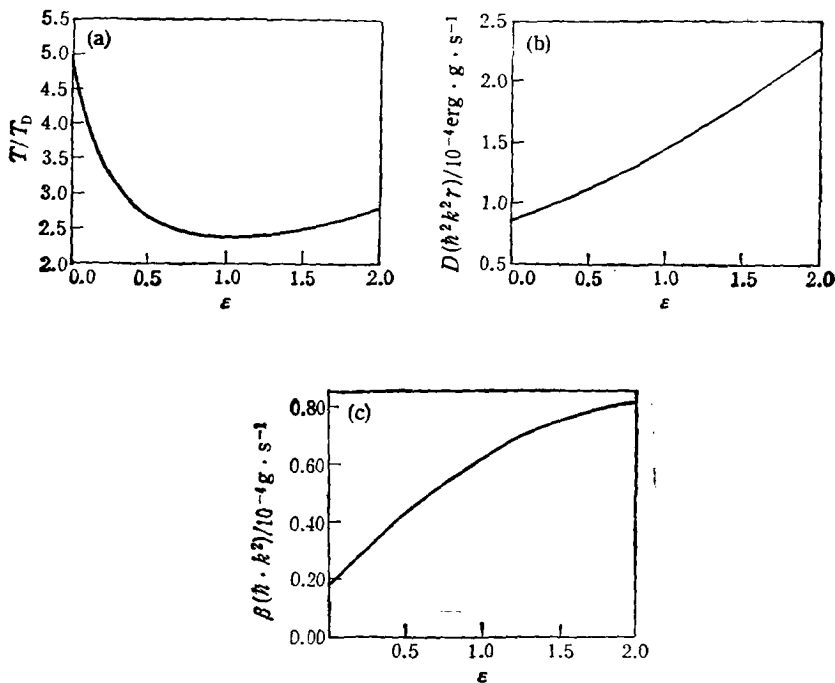 (a)
T/T_D
5.0
4.5
4.0
3.5
3.0
2.5
2.0
0.0 0.5 1.0 1.5 2.0
ε
(b)
D(ħ²k²r)/10⁻⁴erg · g · s⁻¹
2.5
2.0
1.5
1.0
0.5
0.0 0.5 1.0 1.5 2.0
ε
(c)
β(ħ · k²)/10⁻⁴g · s⁻¹
0.80
0.60
0.40
0.20
0.00
0.5 1.0 1.5 2.0
ε